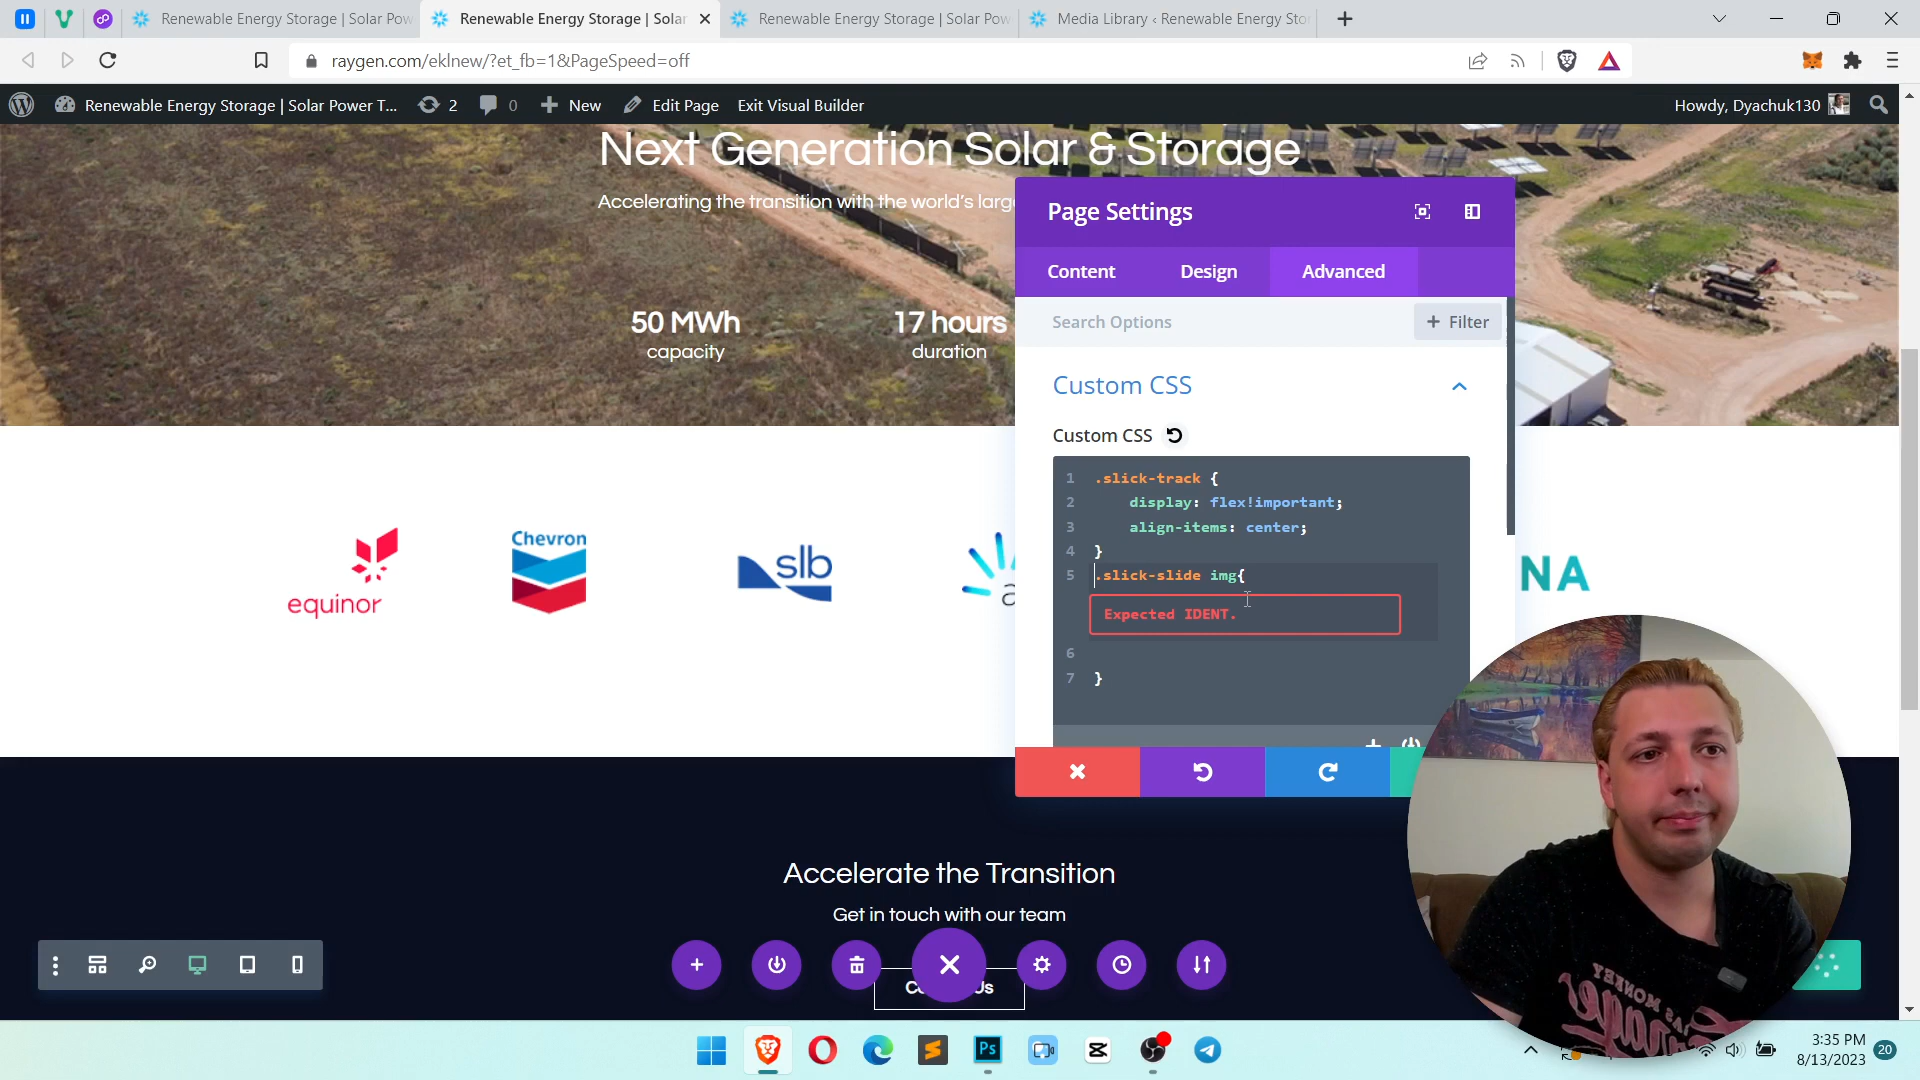 Renewable Energy Storage | Solar Pow
Renewable Energy Storage | Solar
Renewable Energy Storage | Solar Pow
Media Library ‹ Renewable Energy Stor
raygen.com/eklnew/?et_fb=1&PageSpeed=off
Renewable Energy Storage | Solar Power T...
2
0
New
Edit Page
Exit Visual Builder
Howdy, Dyachuk130
Next Generation Solar & Storage
Accelerating the transition with the world's larg
50 MWh
capacity
17 hours
duration
Page Settings
Content
Design
Advanced
Search Options
+ Filter
Custom CSS
Custom CSS
1 .slick-track {
2 display: flex!important;
3 align-items: center;
4 }
5 .slick-slide img{
Expected IDENT.
6
7 }
equinor
Chevron
slb
a
NA
Accelerate the Transition
Get in touch with our team
Co
Us
3:35 PM
8/13/2023
20
Ps